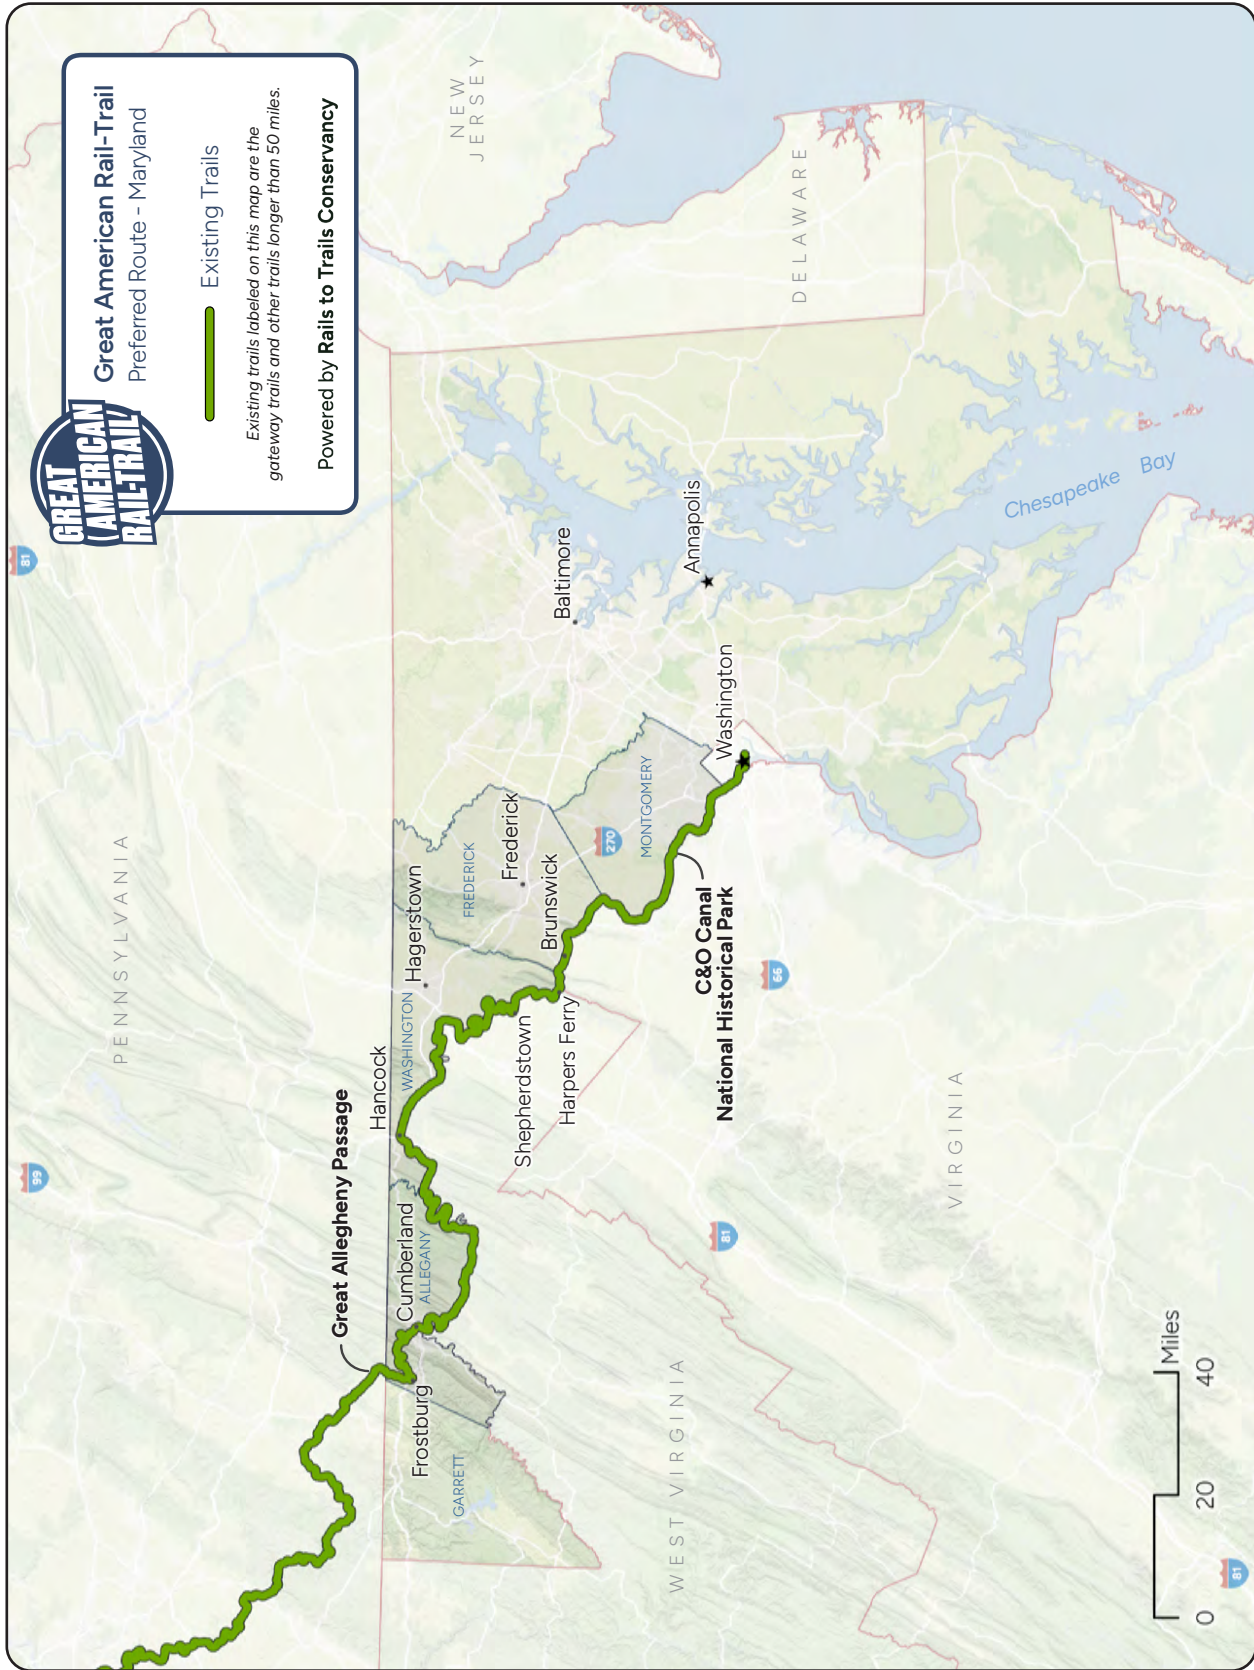 GREAT
AMERICAN
RAIL-TRAIL
Great American Rail-Trail
Preferred Route - Maryland
Existing Trails
Existing trails labeled on this map are the
gateway trails and other trails longer than 50 miles.
Powered by Rails to Trails Conservancy
99
81
PENNSYLVANIA
NEW
JERSEY
Great Allegheny Passage
Hancock
WASHINGTON
Hagerstown
Cumberland
ALLEGANY
Frostburg
GARRETT
FREDERICK
Frederick
Brunswick
Shepherdstown
Harpers Ferry
Baltimore
270
MONTGOMERY
Annapolis
Washington
DELAWARE
C&O Canal
National Historical Park
66
81
WEST VIRGINIA
VIRGINIA
Chesapeake Bay
Miles
0 20 40
81